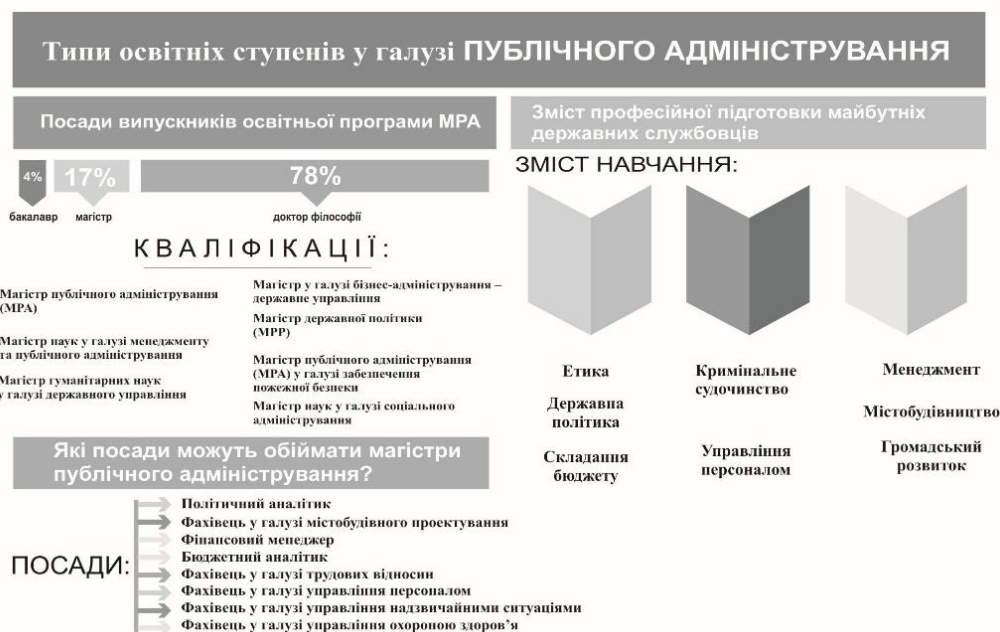 Типи освітніх ступенів у галузі ПУБЛІЧНОГО АДМІНІСТРУВАННЯ
Посади випускників освітньої програми МРА
4%
17%
78%
бакалавр
магістр
доктор філософії
КВАЛІФІКАЦІЇ:
Магістр публічного адміністрування
(МРА)
Магістр наук у галузі менеджменту
та публічного адміністрування
Магістр гуманітарних наук
у галузі державного управління
Магістр у галузі бізнес-адміністрування –
державне управління
Магістр державної політики
(МРР)
Магістр публічного адміністрування
(МРА) у галузі забезпечення
пожежної безпеки
Магістр наук у галузі соціального
адміністрування
Які посади можуть обіймати магістри
публічного адміністрування?
ПОСАДИ:
Політичний аналітик
Фахівець у галузі містобудівного проектування
Фінансовий менеджер
Бюджетний аналітик
Фахівець у галузі трудових відносин
Фахівець у галузі управління персоналом
Фахівець у галузі управління надзвичайними ситуаціями
Фахівець у галузі управління охороною здоров'я
Зміст професійної підготовки майбутніх
державних службовців
ЗМІСТ НАВЧАННЯ:
Етика
Державна
політика
Складання
бюджету
Кримінальне
судочинство
Управління
персоналом
Менеджмент
Містобудівництво
Громадський
розвиток